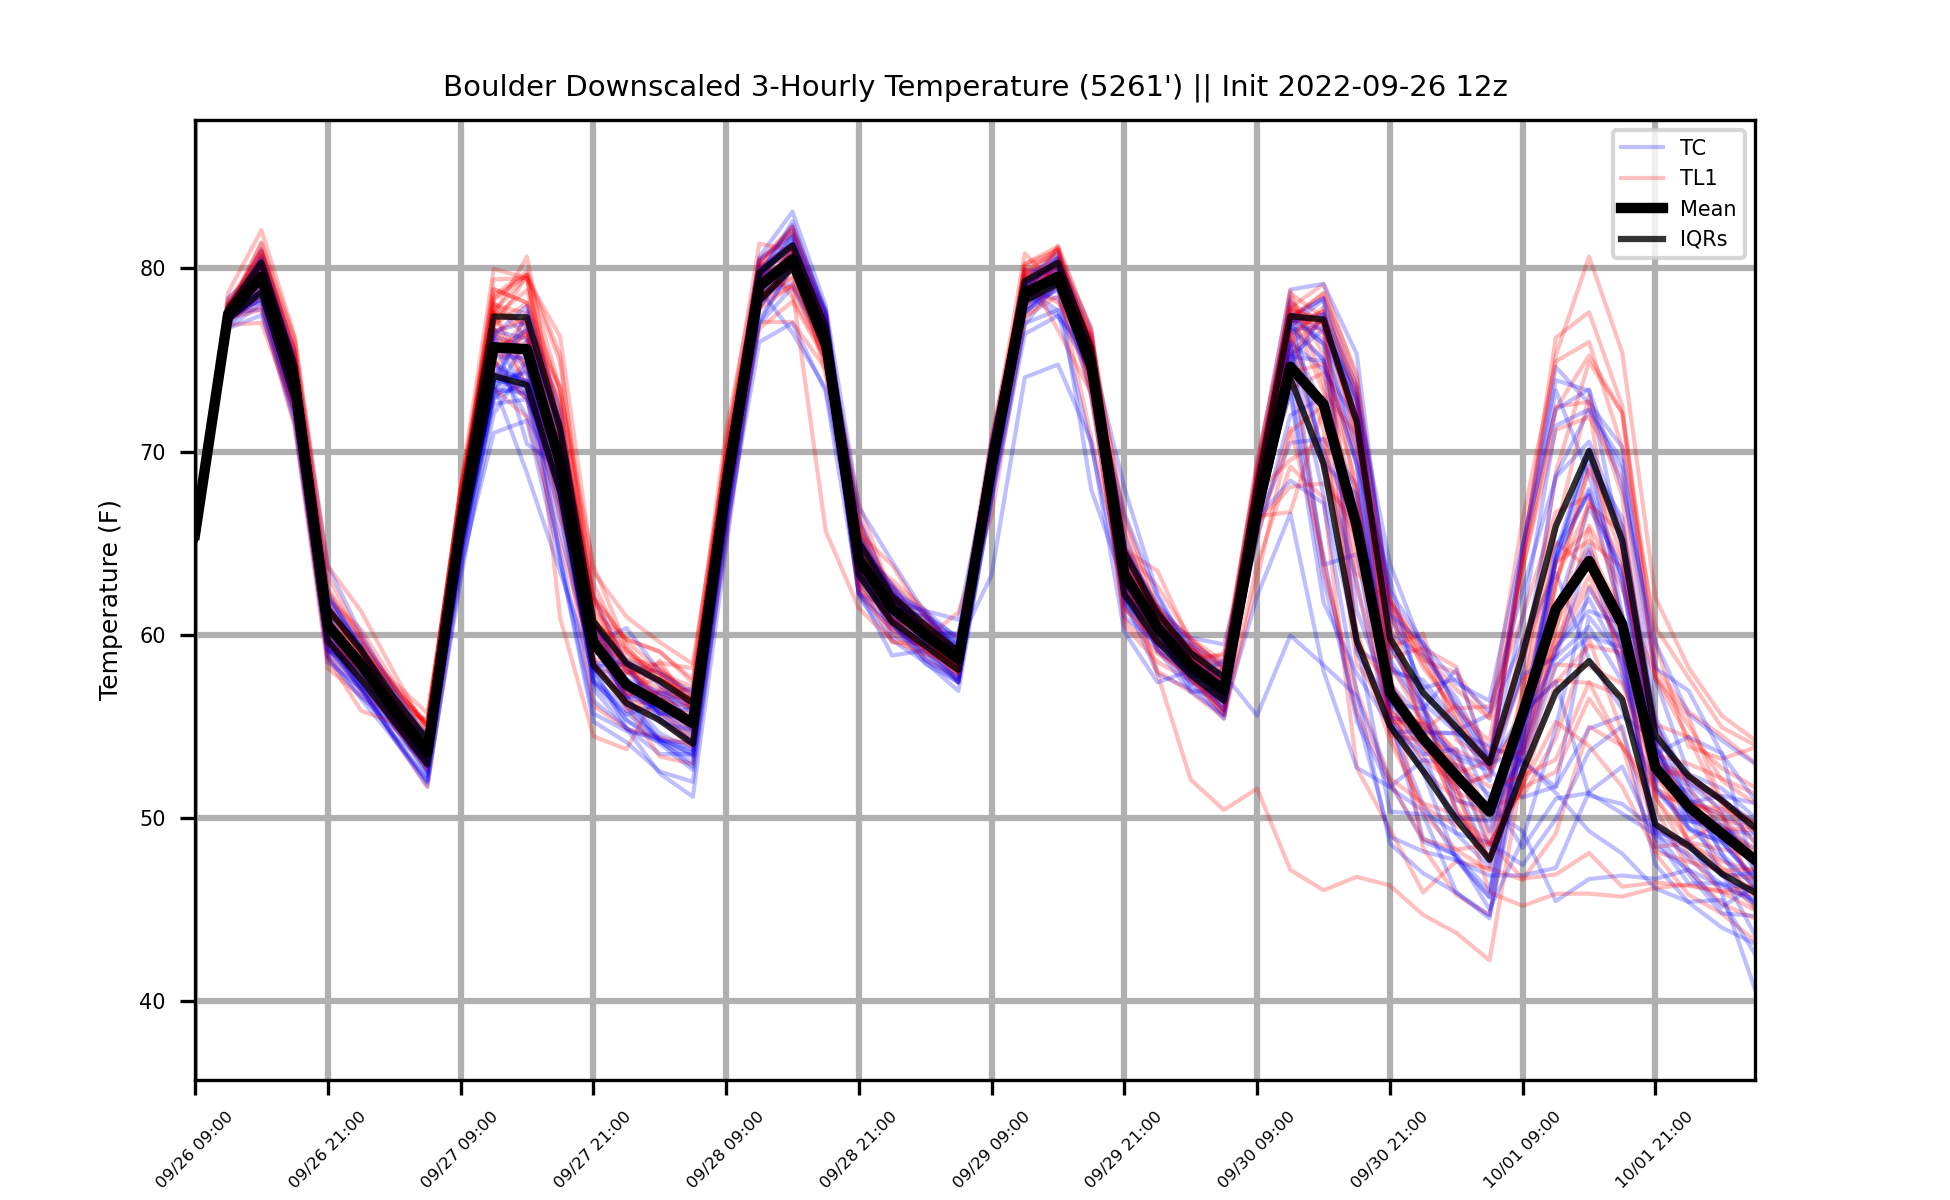 Boulder Downscaled 3-Hourly Temperature (5261') || Init 2022-09-26 12z
TC
TL1
Mean
IQRs
Temperature (F)
80
70
60
50
40
09/26 09:00
09/26 21:00
09/27 09:00
09/27 21:00
09/28 09:00
09/28 21:00
09/29 09:00
09/29 21:00
09/30 09:00
09/30 21:00
10/01 09:00
10/01 21:00